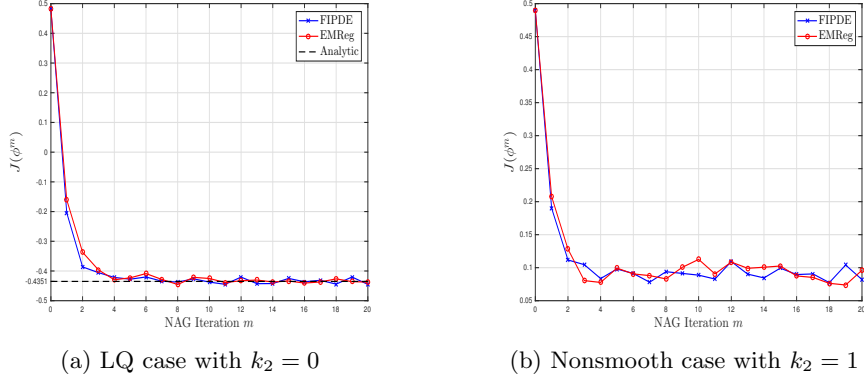 0.5
0.4
0.3
0.2
0.1
0
-0.1
-0.2
-0.3
-0.4
-0.4351
-0.5
J(ϕ^m)
0 2 4 6 8 10 12 14 16 18 20
NAG Iteration m
FIPDE
EMReg
Analytic
(a) LQ case with k₂ = 0
0.5
0.45
0.4
0.35
0.3
0.25
0.2
0.15
0.1
0.05
0
J(ϕ^m)
0 2 4 6 8 10 12 14 16 18 20
NAG Iteration m
FIPDE
EMReg
(b) Nonsmooth case with k₂ = 1